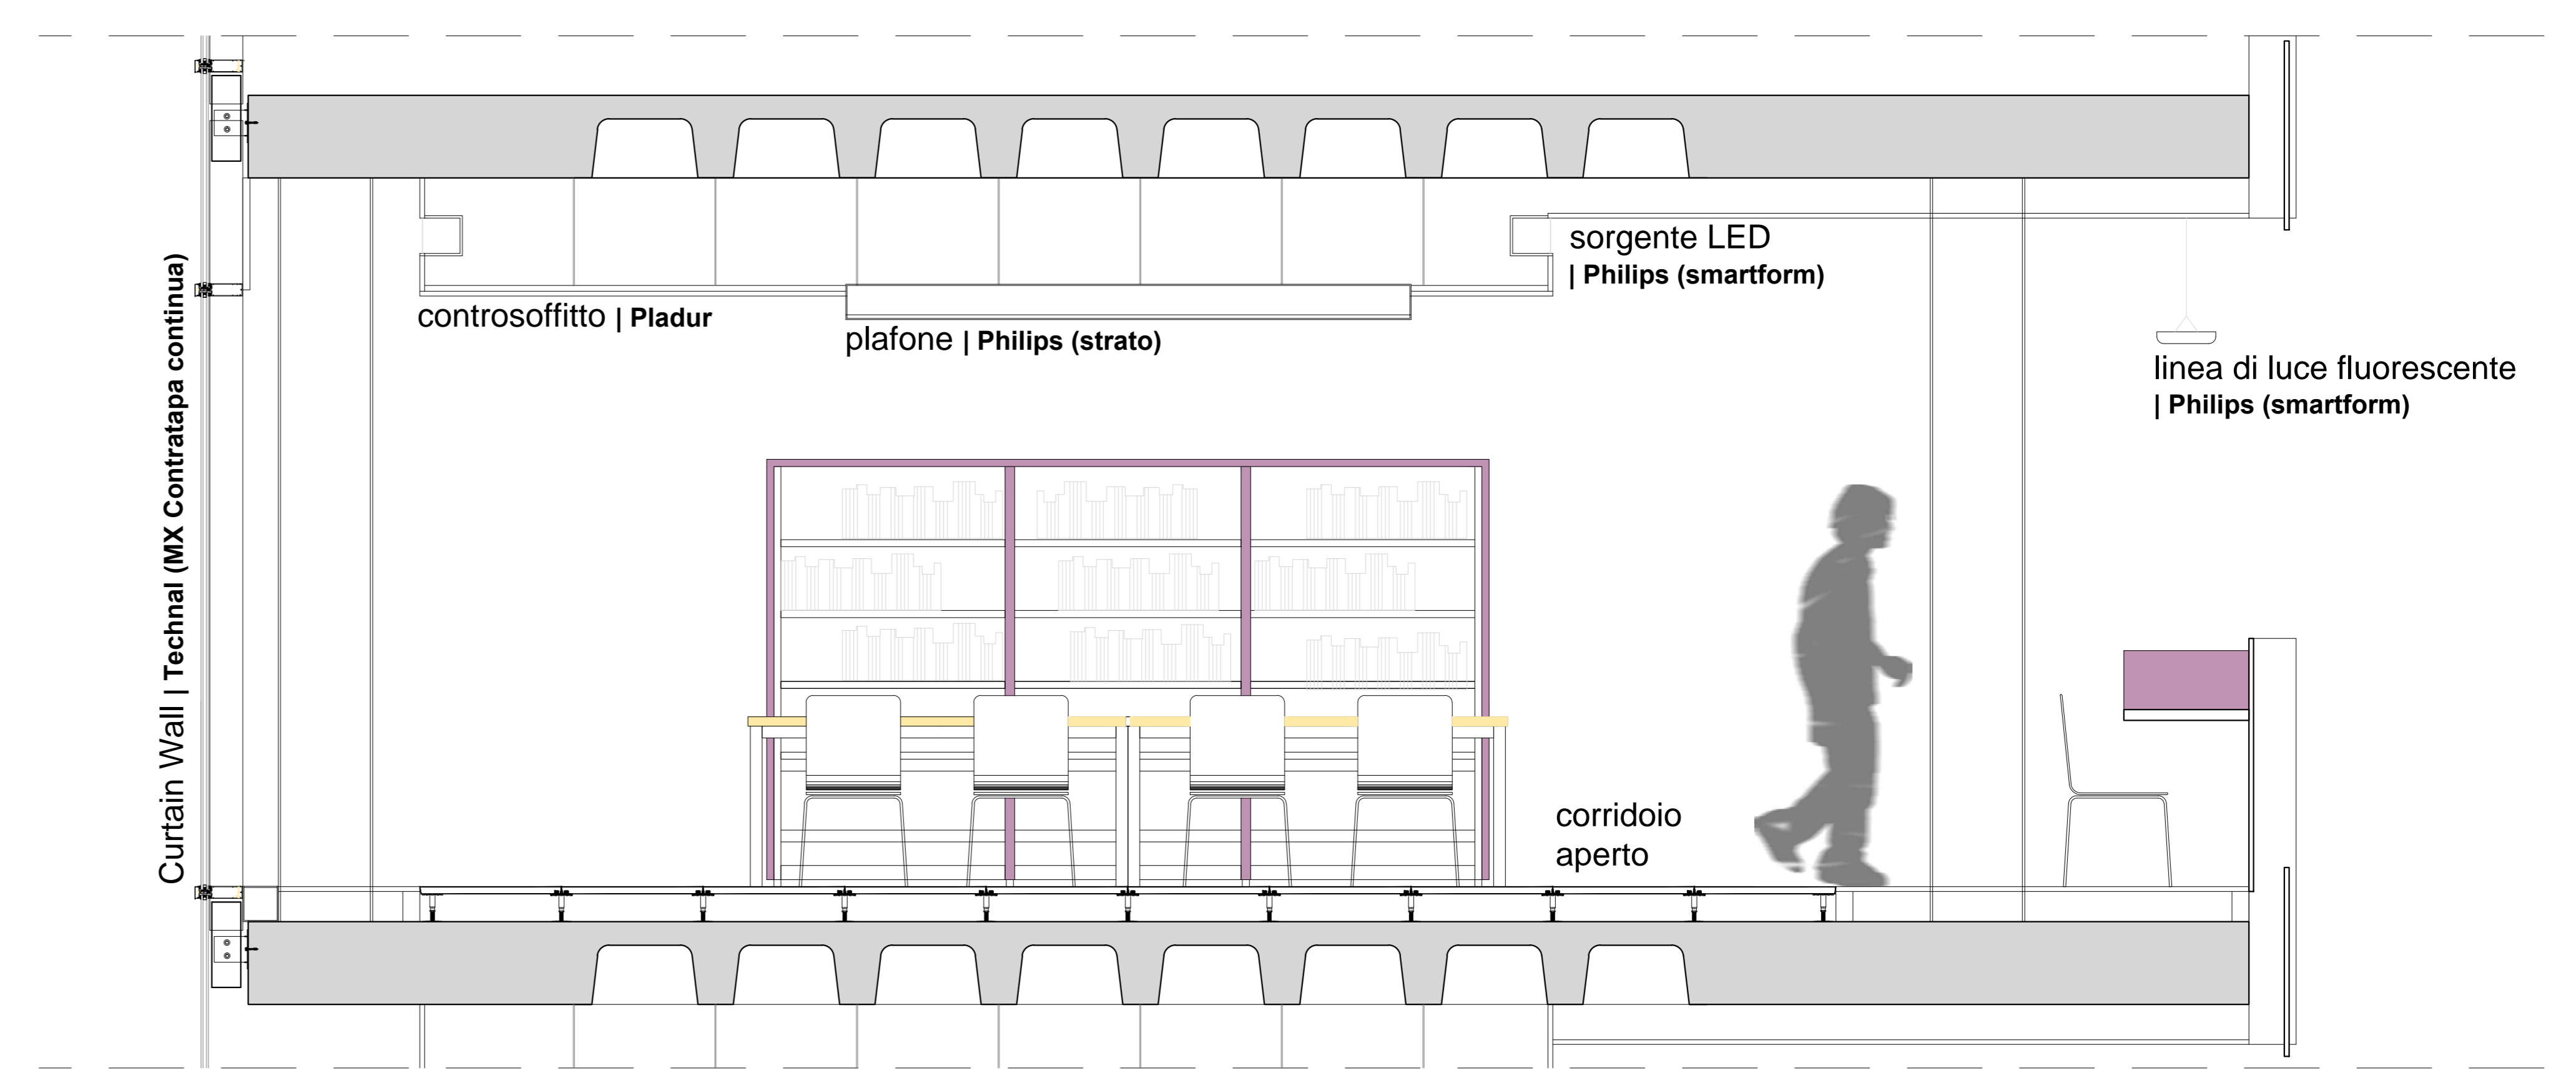 Curtain Wall | Technal (MX Contratapa continua)
sorgente LED
| Philips (smartform)
controsoffitto | Pladur
plafone | Philips (strato)
linea di luce fluorescente
| Philips (smartform)
corridoio
aperto